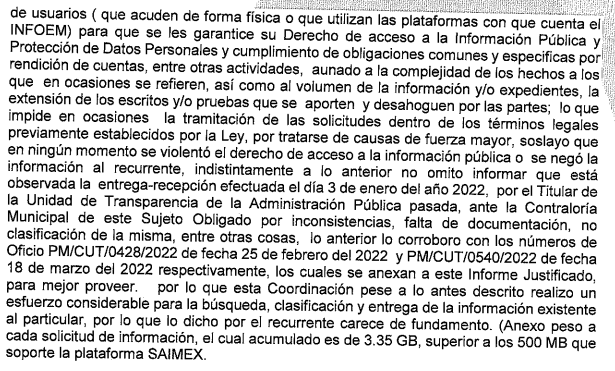 de usuarios ( que acuden de forma física o que utilizan las plataformas con que cuenta el
INFOEM) para que se les garantice su Derecho de acceso a la Información Pública y
Protección de Datos Personales y cumplimiento de obligaciones comunes y especificas por
rendición de cuentas, entre otras actividades, aunado a la complejidad de los hechos a los
que en ocasiones se refieren, así como al volumen de la información y/o expedientes, la
extensión de los escritos y/o pruebas que se aporten y desahoguen por las partes; lo que
impide en ocasiones la tramitación de las solicitudes dentro de los términos legales
previamente establecidos por la Ley, por tratarse de causas de fuerza mayor, soslayo que
en ningún momento se violentó el derecho de acceso a la información pública o se negó la
información al recurrente, indistintamente a lo anterior no omito informar que está
observada la entrega-recepción efectuada el día 3 de enero del año 2022, por el Titular de
la Unidad de Transparencia de la Administración Pública pasada, ante la Contraloría
Municipal de este Sujeto Obligado por inconsistencias, falta de documentación, no
clasificación de la misma, entre otras cosas, lo anterior lo corroboro con los números de
Oficio PM/CUT/0428/2022 de fecha 25 de febrero del 2022 y PM/CUT/0540/2022 de fecha
18 de marzo del 2022 respectivamente, los cuales se anexan a este Informe Justificado,
para mejor proveer. por lo que esta Coordinación pese a lo antes descrito realizo un
esfuerzo considerable para la búsqueda, clasificación y entrega de la información existente
al particular, por lo que lo dicho por el recurrente carece de fundamento. (Anexo peso a
cada solicitud de información, el cual acumulado es de 3.35 GB, superior a los 500 MB que
soporte la plataforma SAIMEX.